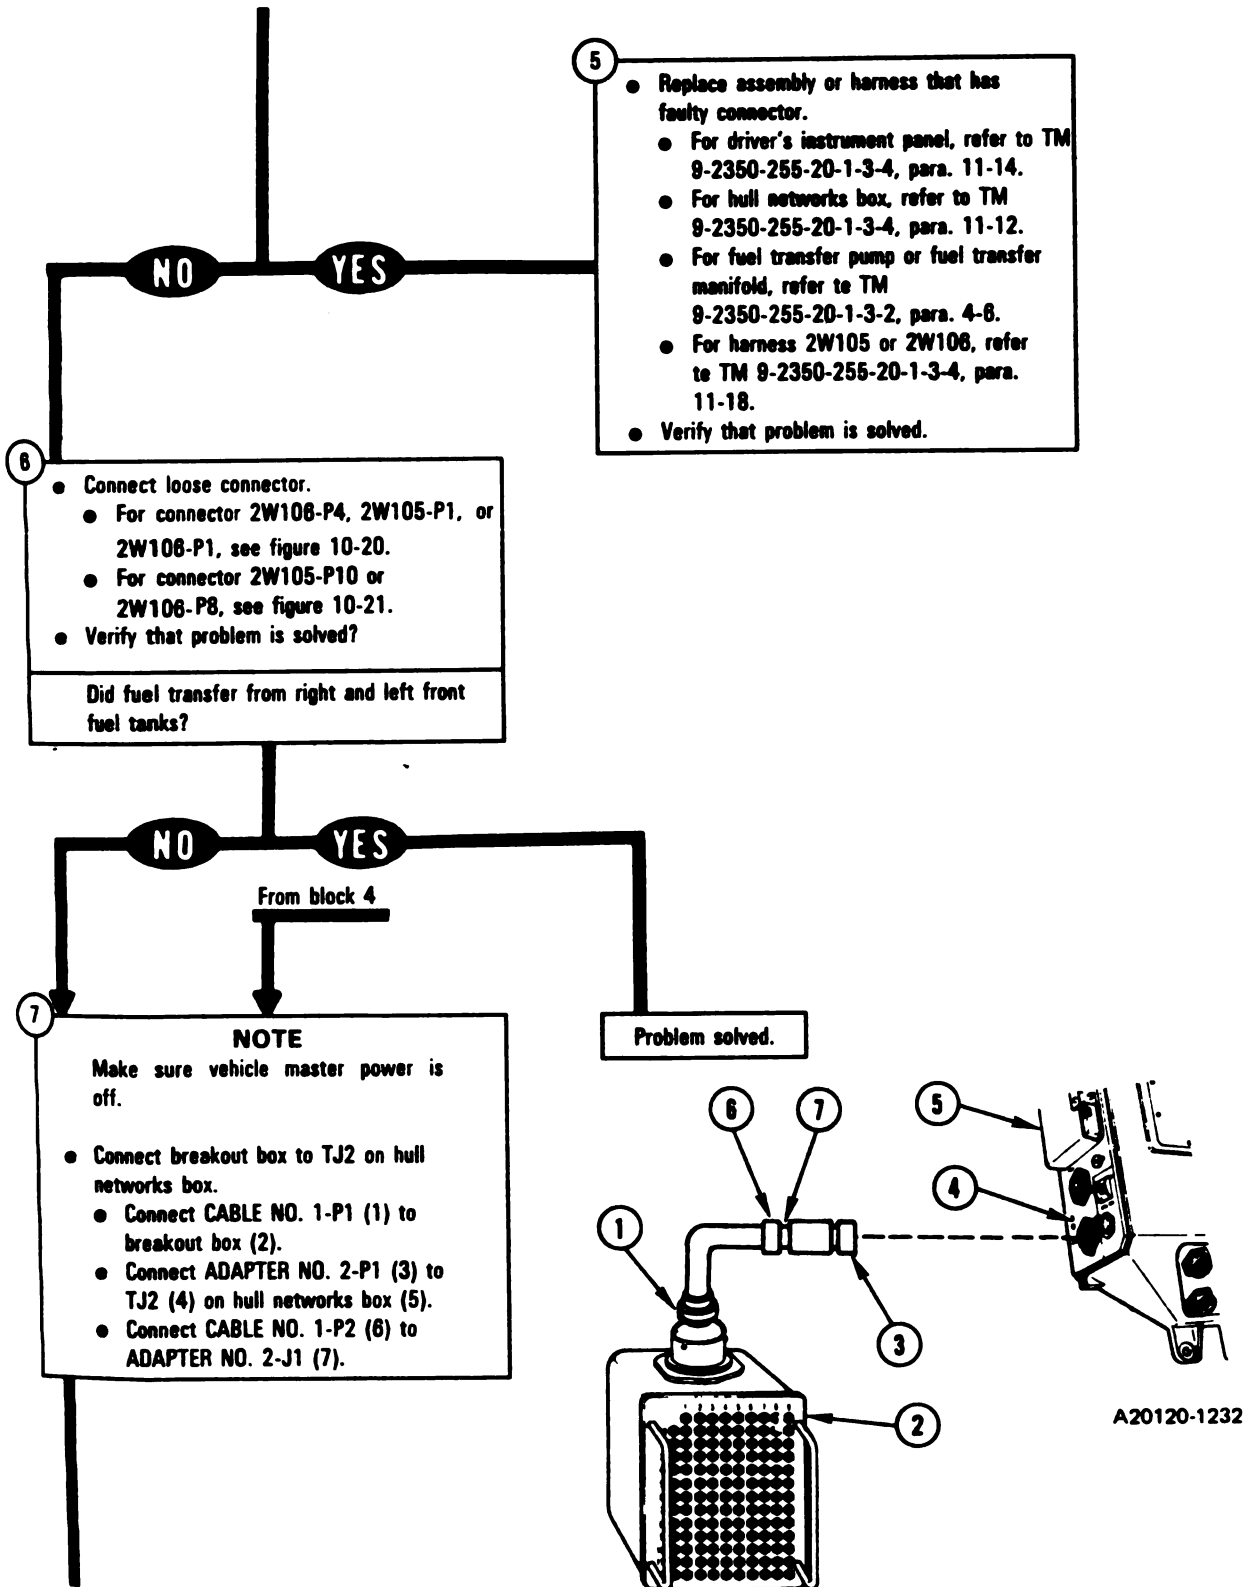 5
● Replace assembly or harness that has
faulty connector.
● For driver's instrument panel, refer to TM
9-2350-255-20-1-3-4, para. 11-14.
● For hull networks box, refer to TM
9-2350-255-20-1-3-4, para. 11-12.
● For fuel transfer pump or fuel transfer
manifold, refer te TM
9-2350-255-20-1-3-2, para. 4-6.
● For harness 2W105 or 2W106, refer
te TM 9-2350-255-20-1-3-4, para.
11-18.
● Verify that problem is solved.
NO YES
6
● Connect loose connector.
● For connector 2W106-P4, 2W105-P1, or
2W106-P1, see figure 10-20.
● For connector 2W105-P10 or
2W106-P8, see figure 10-21.
● Verify that problem is solved?
Did fuel transfer from right and left front
fuel tanks?
NO YES
From block 4
7
NOTE
Make sure vehicle master power is
off.
● Connect breakout box to TJ2 on hull
networks box.
● Connect CABLE NO. 1-P1 (1) to
breakout box (2).
● Connect ADAPTER NO. 2-P1 (3) to
TJ2 (4) on hull networks box (5).
● Connect CABLE NO. 1-P2 (6) to
ADAPTER NO. 2-J1 (7).
Problem solved.
6 7 5
4
1
3
2
A20120-1232